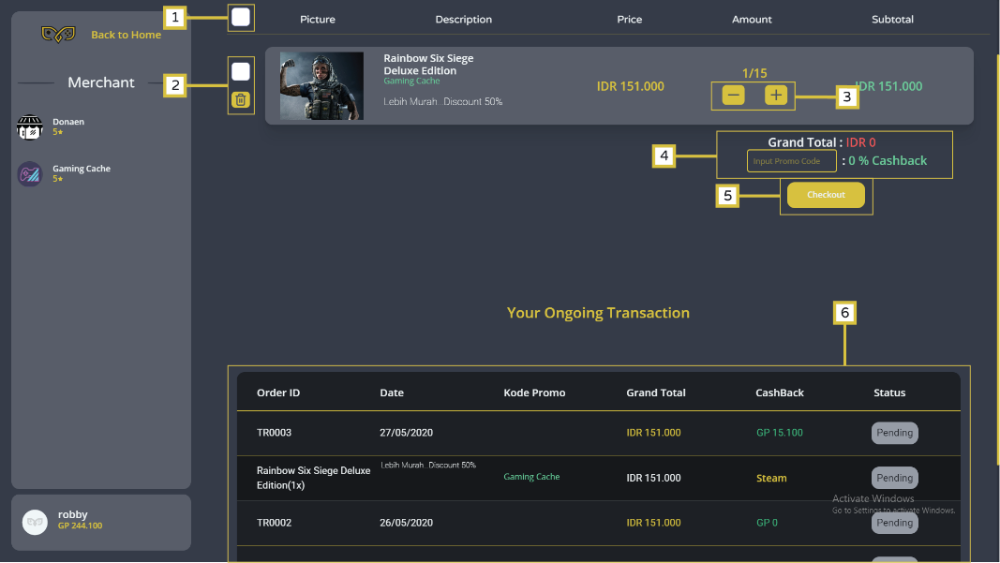 1
Picture Description Price Amount Subtotal
Back to Home
Merchant
2
Rainbow Six Siege
Deluxe Edition
Gaming Cache
Lebih Murah...Discount 50%
IDR 151.000
1/15
3
IDR 151.000
Donaen
5★
Gaming Cache
5★
4
Grand Total : IDR 0
Input Promo Code : 0 % Cashback
5
Checkout
Your Ongoing Transaction
6
Order ID Date Kode Promo Grand Total CashBack Status
TR0003 27/05/2020 IDR 151.000 GP 15.100 Pending
Rainbow Six Siege Deluxe
Edition(1x)
Lebih Murah...Discount 50%
Gaming Cache IDR 151.000 Steam Pending
TR0002 26/05/2020 IDR 151.000 GP 0 Pending
Activate Windows
Go to Settings to activate Windows.
robby
GP 244.100